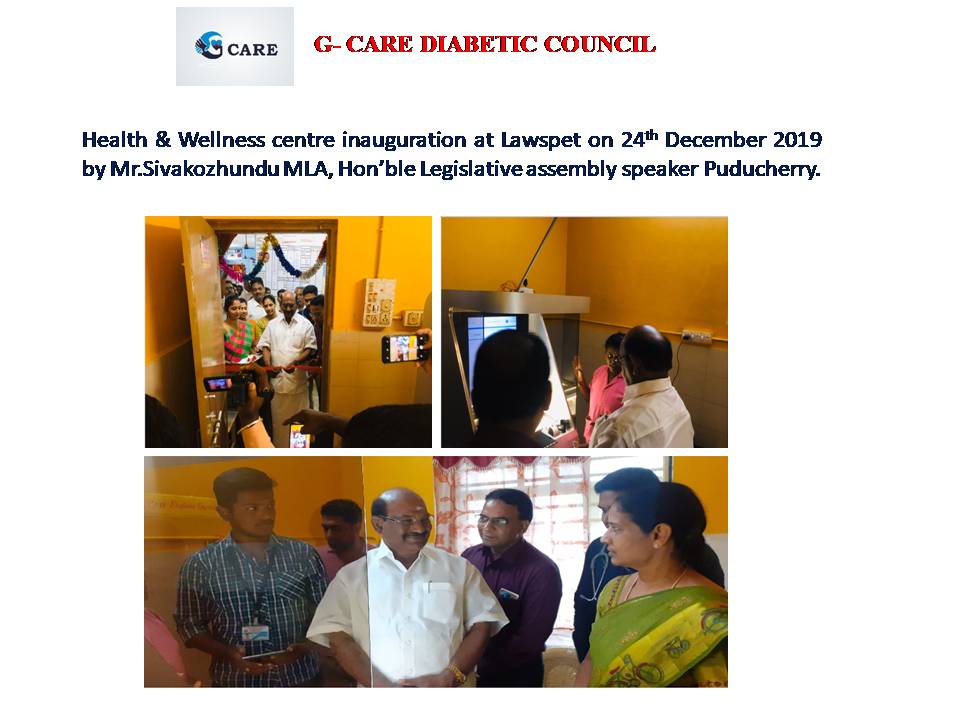 G CARE
G- CARE DIABETIC COUNCIL
Health & Wellness centre inauguration at Lawspet on 24th December 2019
by Mr.Sivakozhundu MLA, Hon’ble Legislative assembly speaker Puducherry.